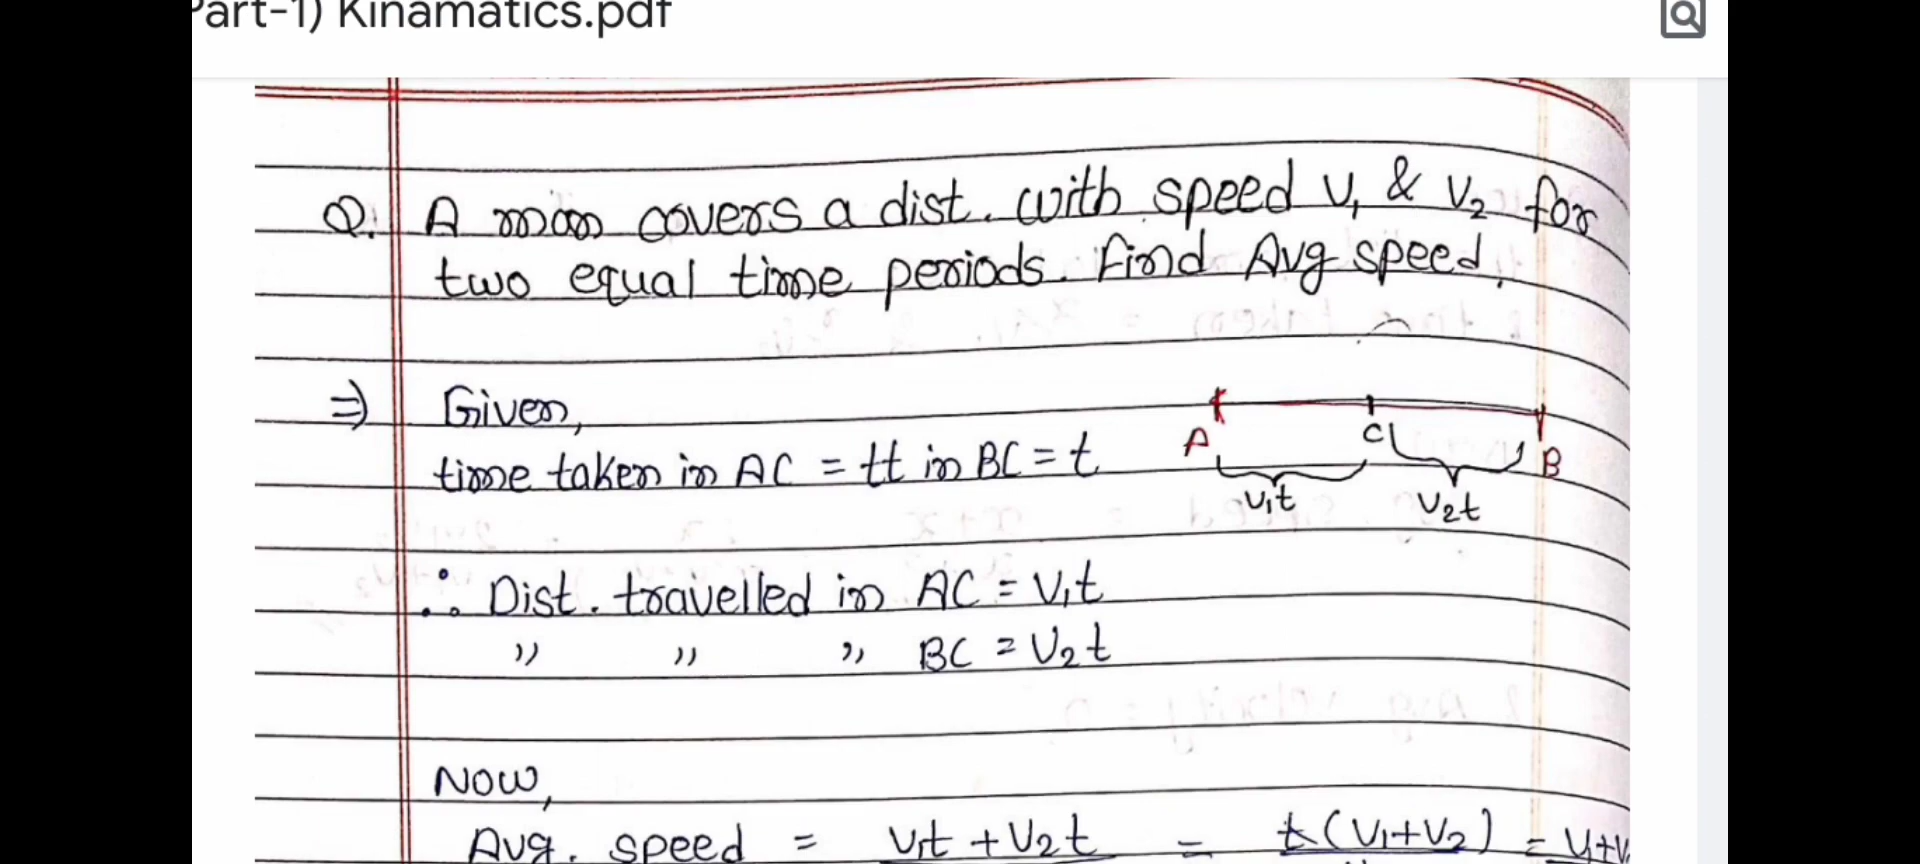 Part-1) Kinamatics.pdf
Q. A man covers a dist. with speed v₁ & v₂ for
two equal time periods. Find Avg speed.
⇒ Given,
time taken in AC = tt in BC = t
A C B
v₁t v₂t
∴ Dist. travelled in AC = v₁t
,, ,, ,, BC = v₂t
Now,
Avg. speed = v₁t + v₂t = t(v₁+v₂) =